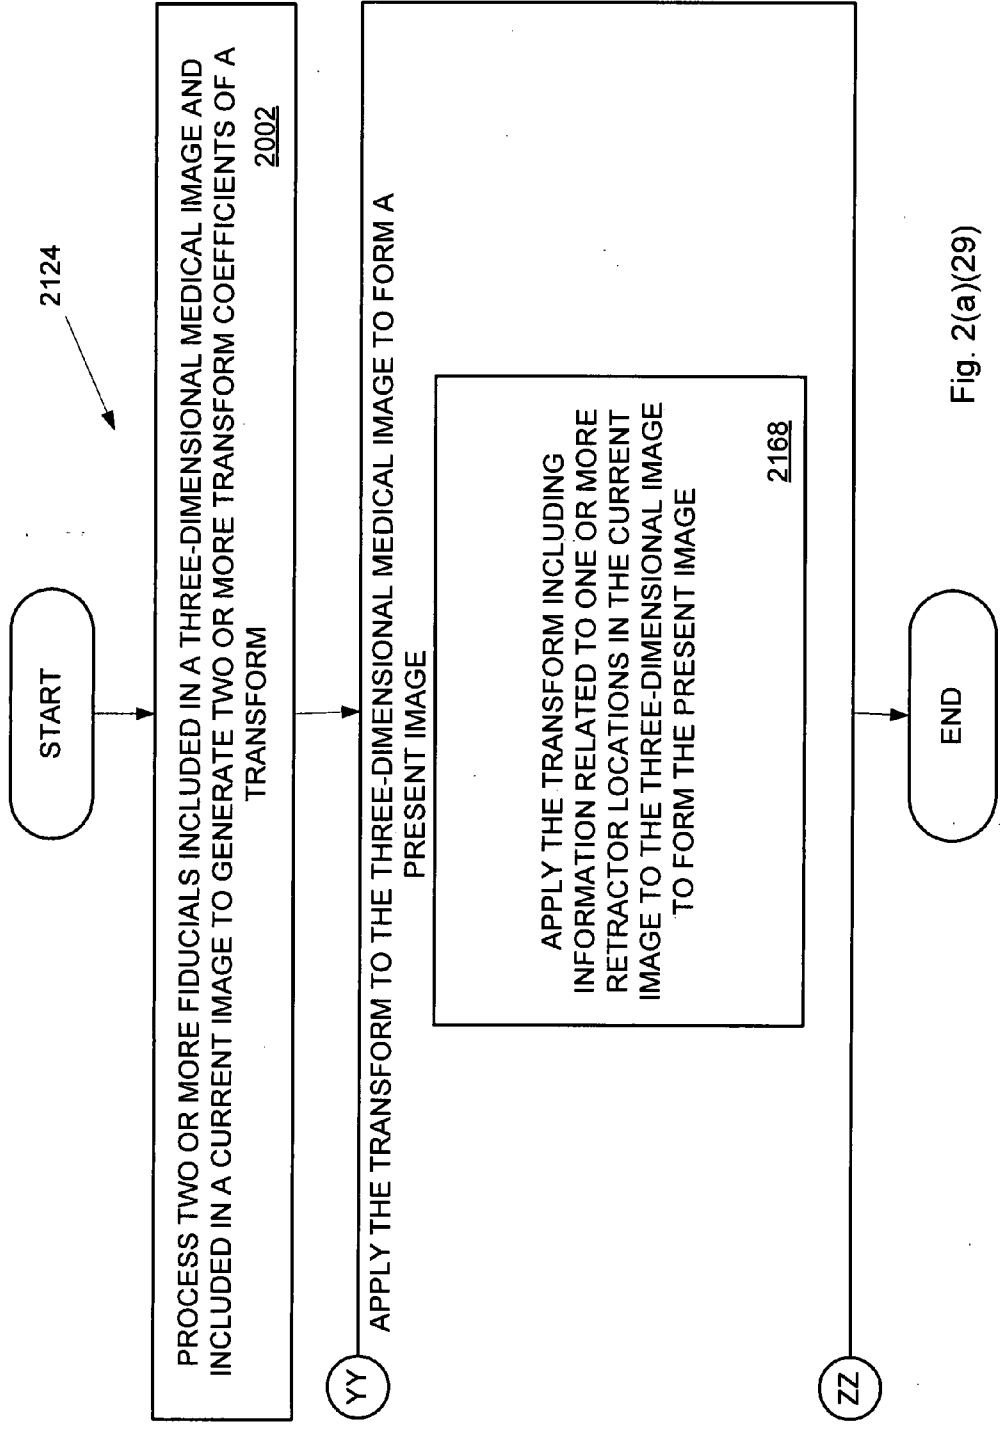 2124
START
PROCESS TWO OR MORE FIDUCIALS INCLUDED IN A THREE-DIMENSIONAL MEDICAL IMAGE AND
INCLUDED IN A CURRENT IMAGE TO GENERATE TWO OR MORE TRANSFORM COEFFICIENTS OF A
TRANSFORM
2002
YY
APPLY THE TRANSFORM TO THE THREE-DIMENSIONAL MEDICAL IMAGE TO FORM A
PRESENT IMAGE
APPLY THE TRANSFORM INCLUDING
INFORMATION RELATED TO ONE OR MORE
RETRACTOR LOCATIONS IN THE CURRENT
IMAGE TO THE THREE-DIMENSIONAL IMAGE
TO FORM THE PRESENT IMAGE
2168
ZZ
END
Fig. 2(a)(29)